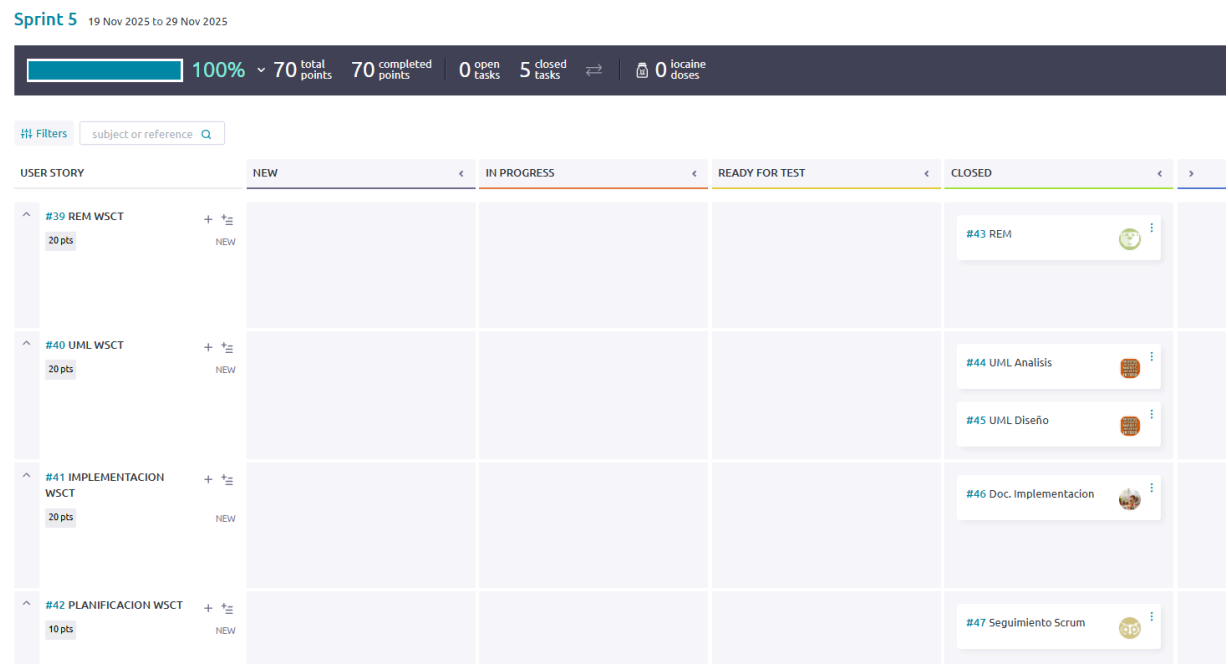 Sprint 5 19 Nov 2025 to 29 Nov 2025
100% 70 total points 70 completed points 0 open tasks 5 closed tasks 0 iocaine doses
Filters subject or reference
USER STORY NEW IN PROGRESS READY FOR TEST CLOSED
#39 REM WSCT
20 pts NEW
#43 REM
#40 UML WSCT
20 pts NEW
#44 UML Analisis
#45 UML Diseño
#41 IMPLEMENTACION
WSCT
20 pts NEW
#46 Doc. Implementacion
#42 PLANIFICACION WSCT
10 pts NEW
#47 Seguimiento Scrum